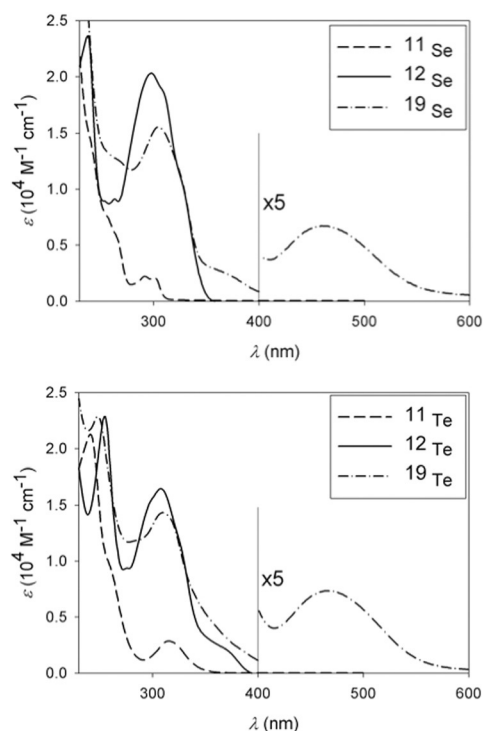 2.5
2.0
1.5
1.0
0.5
0.0
ε (10⁴ M⁻¹ cm⁻¹)
11 Se
12 Se
19 Se
x5
300 400 500 600
λ (nm)
2.5
2.0
1.5
1.0
0.5
0.0
ε (10⁴ M⁻¹ cm⁻¹)
11 Te
12 Te
19 Te
x5
300 400 500 600
λ (nm)